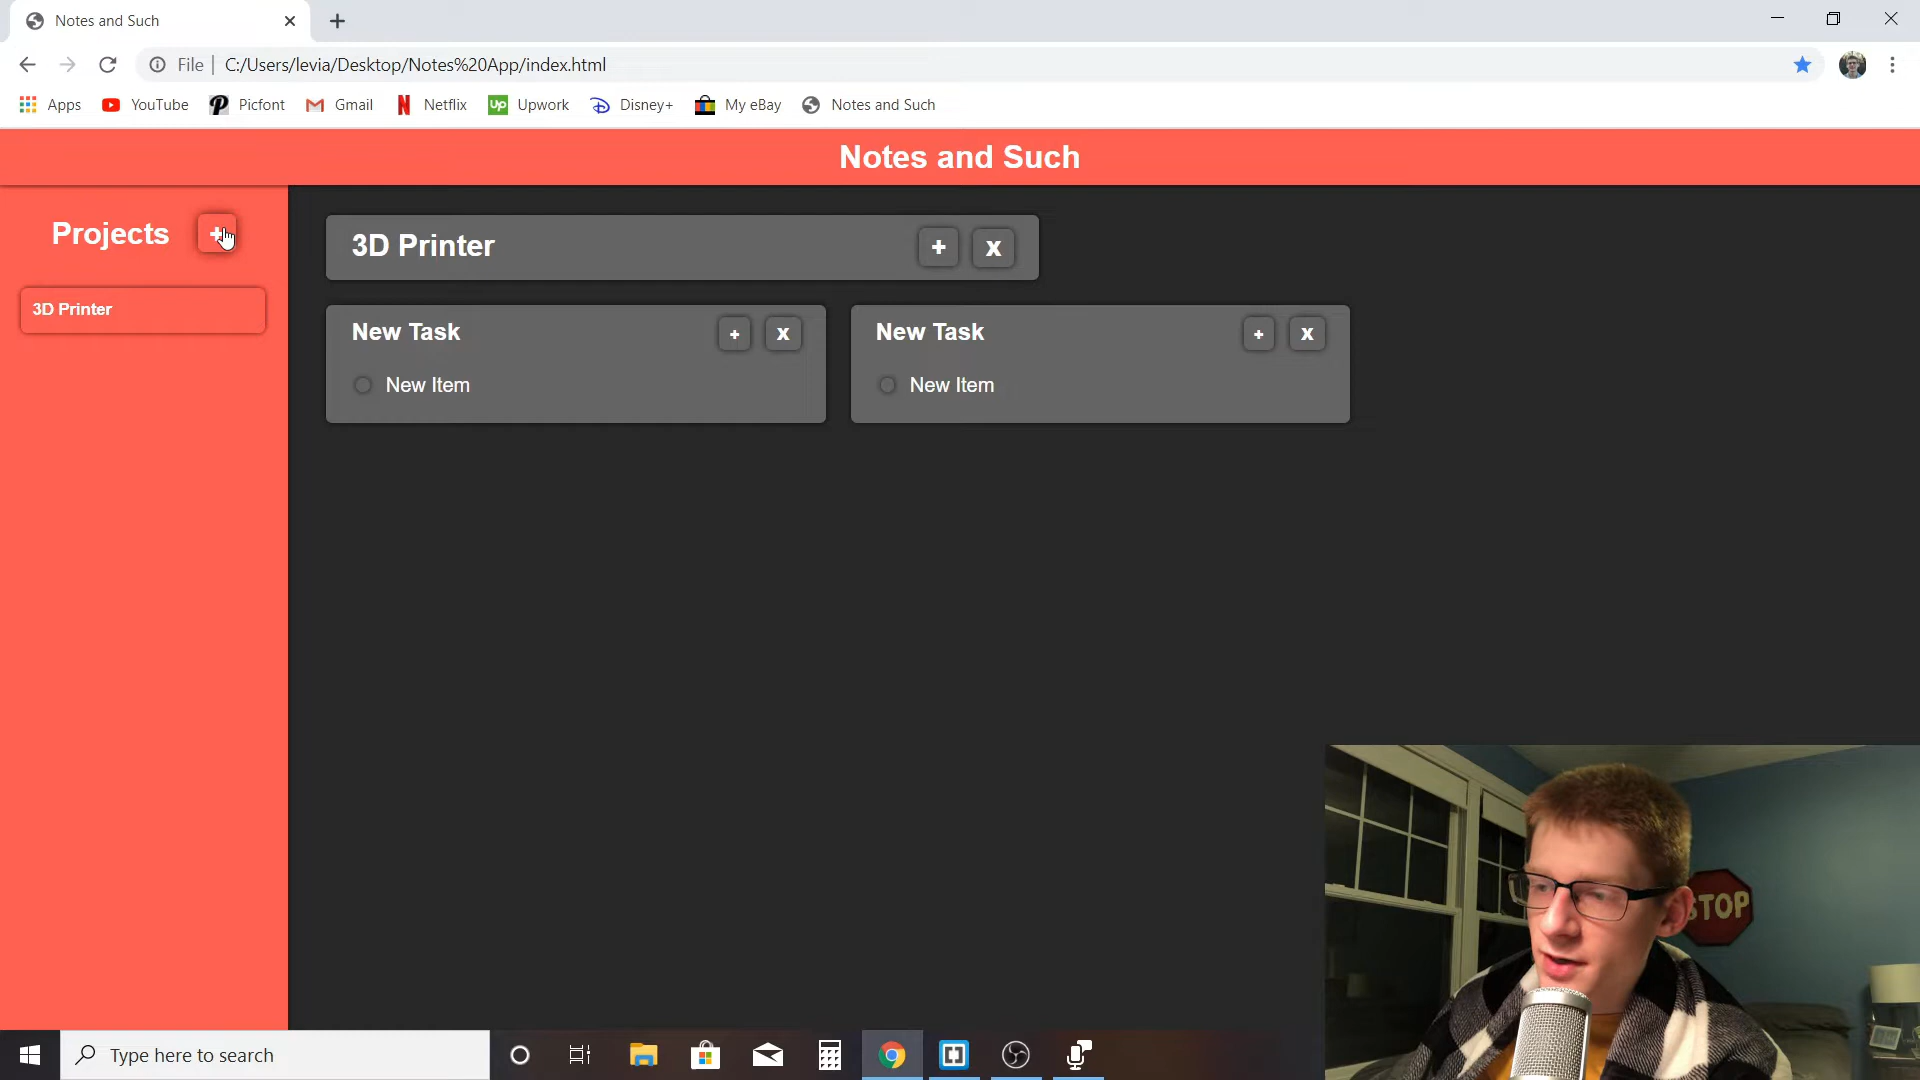 Notes and Such
File
C:/Users/levia/Desktop/Notes%20App/index.html
Apps YouTube Picfont Gmail Netflix Up Upwork Disney+ My eBay Notes and Such
Notes and Such
Projects +
3D Printer
3D Printer + x
New Task + x
New Item
New Task + x
New Item
STOP
Type here to search